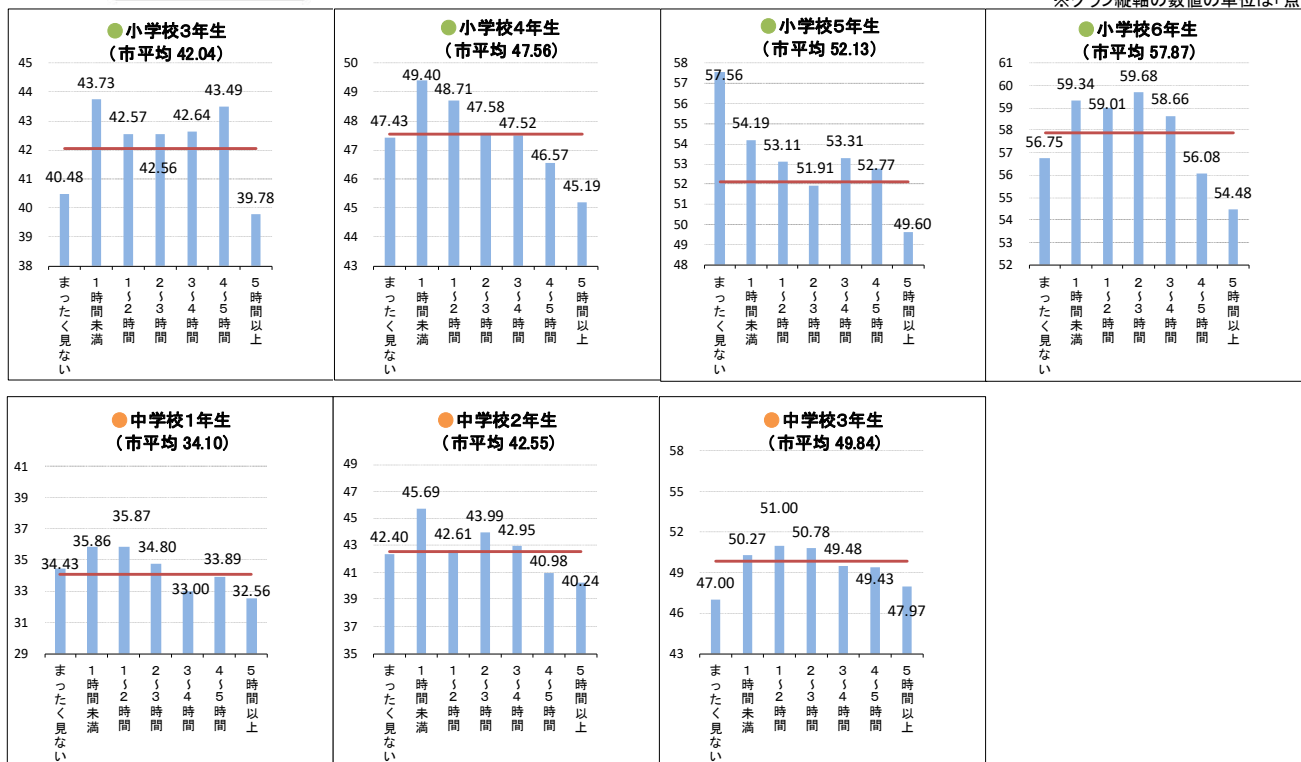 ※グラフ縦軸の数値の単位は「点
●小学校3年生
(市平均 42.04)
45
44
43
42
41
40
39
38
43.73
43.49
42.57
42.64
42.56
40.48
39.78
まったく見ない
1時間未満
1~2時間
2~3時間
3~4時間
4~5時間
5時間以上
●小学校4年生
(市平均 47.56)
50
49
48
47
46
45
44
43
49.40
48.71
47.58
47.43
47.52
46.57
45.19
まったく見ない
1時間未満
1~2時間
2~3時間
3~4時間
4~5時間
5時間以上
●小学校5年生
(市平均 52.13)
58
57
56
55
54
53
52
51
50
49
48
57.56
54.19
53.11
53.31
51.91
52.77
49.60
まったく見ない
1時間未満
1~2時間
2~3時間
3~4時間
4~5時間
5時間以上
●小学校6年生
(市平均 57.87)
61
60
59
58
57
56
55
54
53
52
59.34
59.68
59.01
58.66
56.75
56.08
54.48
まったく見ない
1時間未満
1~2時間
2~3時間
3~4時間
4~5時間
5時間以上
●中学校1年生
(市平均 34.10)
41
39
37
35
33
31
29
35.87
35.86
34.80
34.43
33.89
33.00
32.56
まったく見ない
1時間未満
1~2時間
2~3時間
3~4時間
4~5時間
5時間以上
●中学校2年生
(市平均 42.55)
49
47
45
43
41
39
37
35
45.69
43.99
42.40
42.61
42.95
40.98
40.24
まったく見ない
1時間未満
1~2時間
2~3時間
3~4時間
4~5時間
5時間以上
●中学校3年生
(市平均 49.84)
58
55
52
49
46
43
51.00
50.27
50.78
49.48
49.43
47.00
47.97
まったく見ない
1時間未満
1~2時間
2~3時間
3~4時間
4~5時間
5時間以上